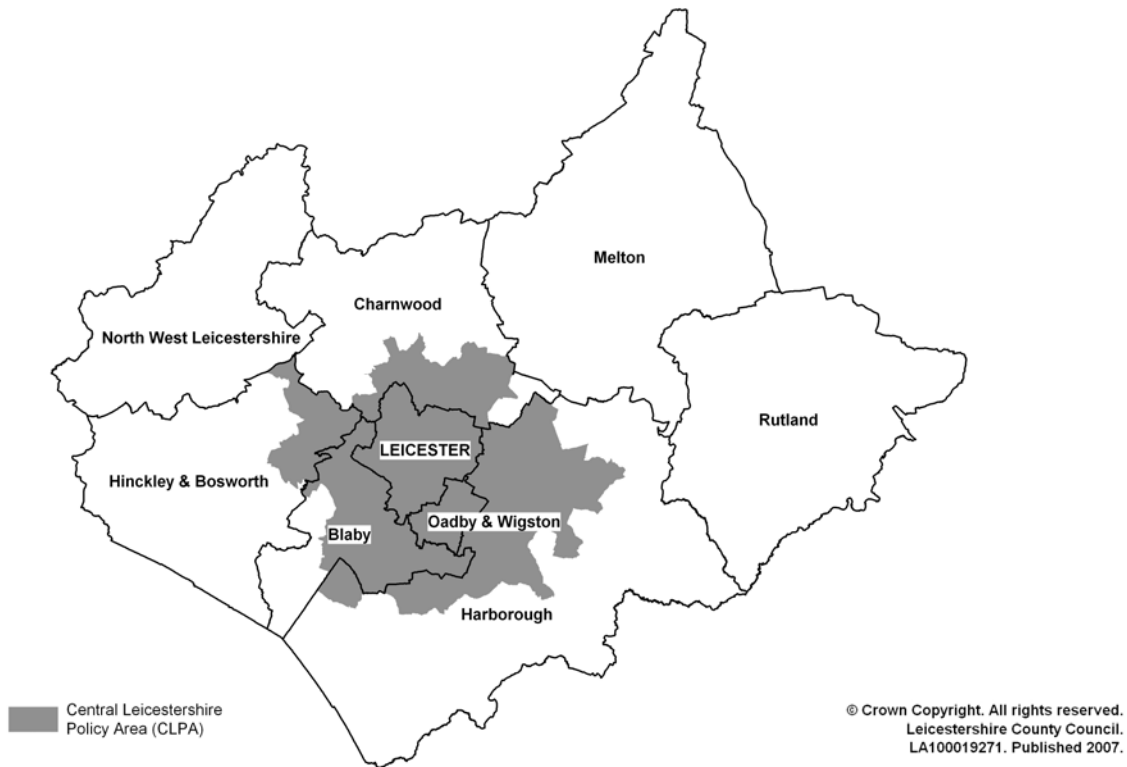 Melton
Charnwood
North West Leicestershire
Rutland
LEICESTER
Hinckley & Bosworth
Oadby & Wigston
Blaby
Harborough
Central Leicestershire
Policy Area (CLPA)
© Crown Copyright. All rights reserved.
Leicestershire County Council.
LA100019271. Published 2007.